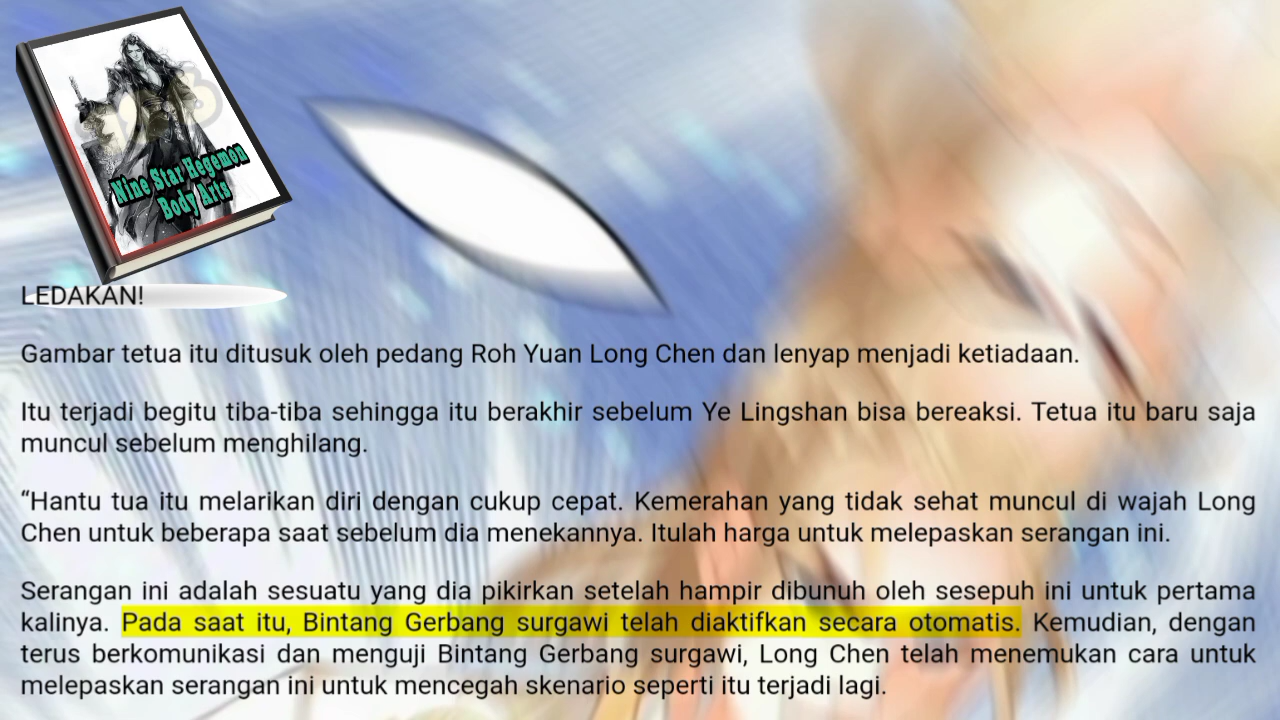 Nine Star Hegemon
Body Arts
LEDAKAN!
Gambar tetua itu ditusuk oleh pedang Roh Yuan Long Chen dan lenyap menjadi ketiadaan.
Itu terjadi begitu tiba-tiba sehingga itu berakhir sebelum Ye Lingshan bisa bereaksi. Tetua itu baru saja
muncul sebelum menghilang.
“Hantu tua itu melarikan diri dengan cukup cepat. Kemerahan yang tidak sehat muncul di wajah Long
Chen untuk beberapa saat sebelum dia menekannya. Itulah harga untuk melepaskan serangan ini.
Serangan ini adalah sesuatu yang dia pikirkan setelah hampir dibunuh oleh sesepuh ini untuk pertama
kalinya. Pada saat itu, Bintang Gerbang surgawi telah diaktifkan secara otomatis. Kemudian, dengan
terus berkomunikasi dan menguji Bintang Gerbang surgawi, Long Chen telah menemukan cara untuk
melepaskan serangan ini untuk mencegah skenario seperti itu terjadi lagi.